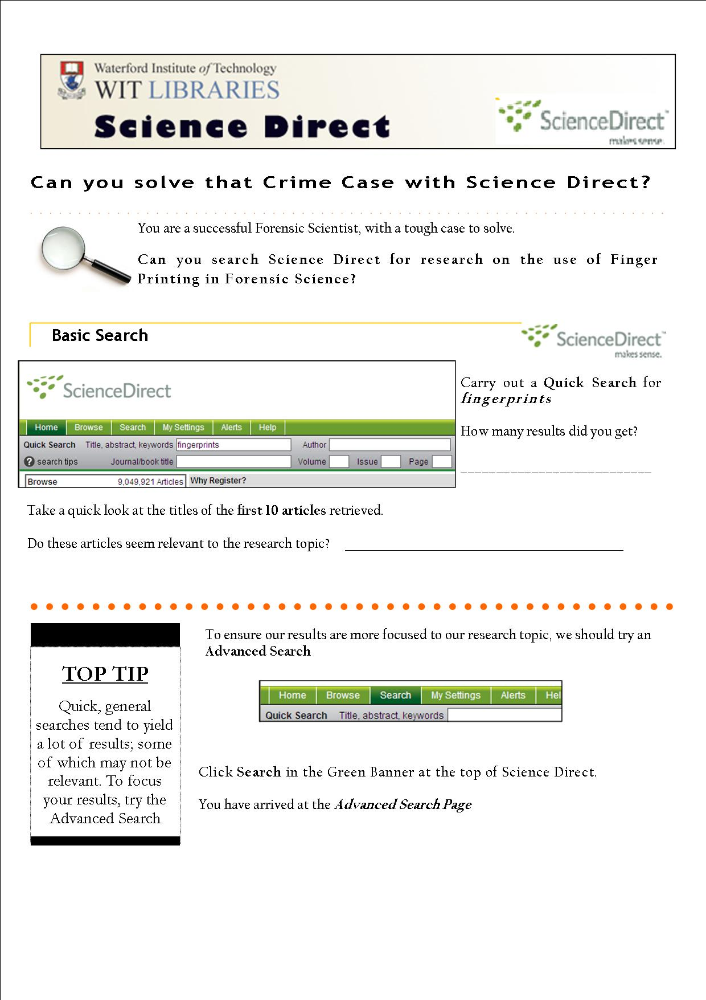 Waterford Institute of Technology
WIT LIBRARIES
Science Direct
ScienceDirect™
makes sense.
Can you solve that Crime Case with Science Direct?
You are a successful Forensic Scientist, with a tough case to solve.
Can you search Science Direct for research on the use of Finger
Printing in Forensic Science?
Basic Search
ScienceDirect™
makes sense.
ScienceDirect
Home Browse Search My Settings Alerts Help
Quick Search Title, abstract, keywords fingerprints Author
? search tips Journal/book title Volume Issue Page
Browse 9,049,921 Articles Why Register?
Carry out a Quick Search for
fingerprints
How many results did you get?
___________________________
Take a quick look at the titles of the first 10 articles retrieved.
Do these articles seem relevant to the research topic? ___________________________
TOP TIP
Quick, general
searches tend to yield
a lot of results; some
of which may not be
relevant. To focus
your results, try the
Advanced Search
To ensure our results are more focused to our research topic, we should try an
Advanced Search
Home Browse Search My Settings Alerts Hel
Quick Search Title, abstract, keywords
Click Search in the Green Banner at the top of Science Direct.
You have arrived at the Advanced Search Page